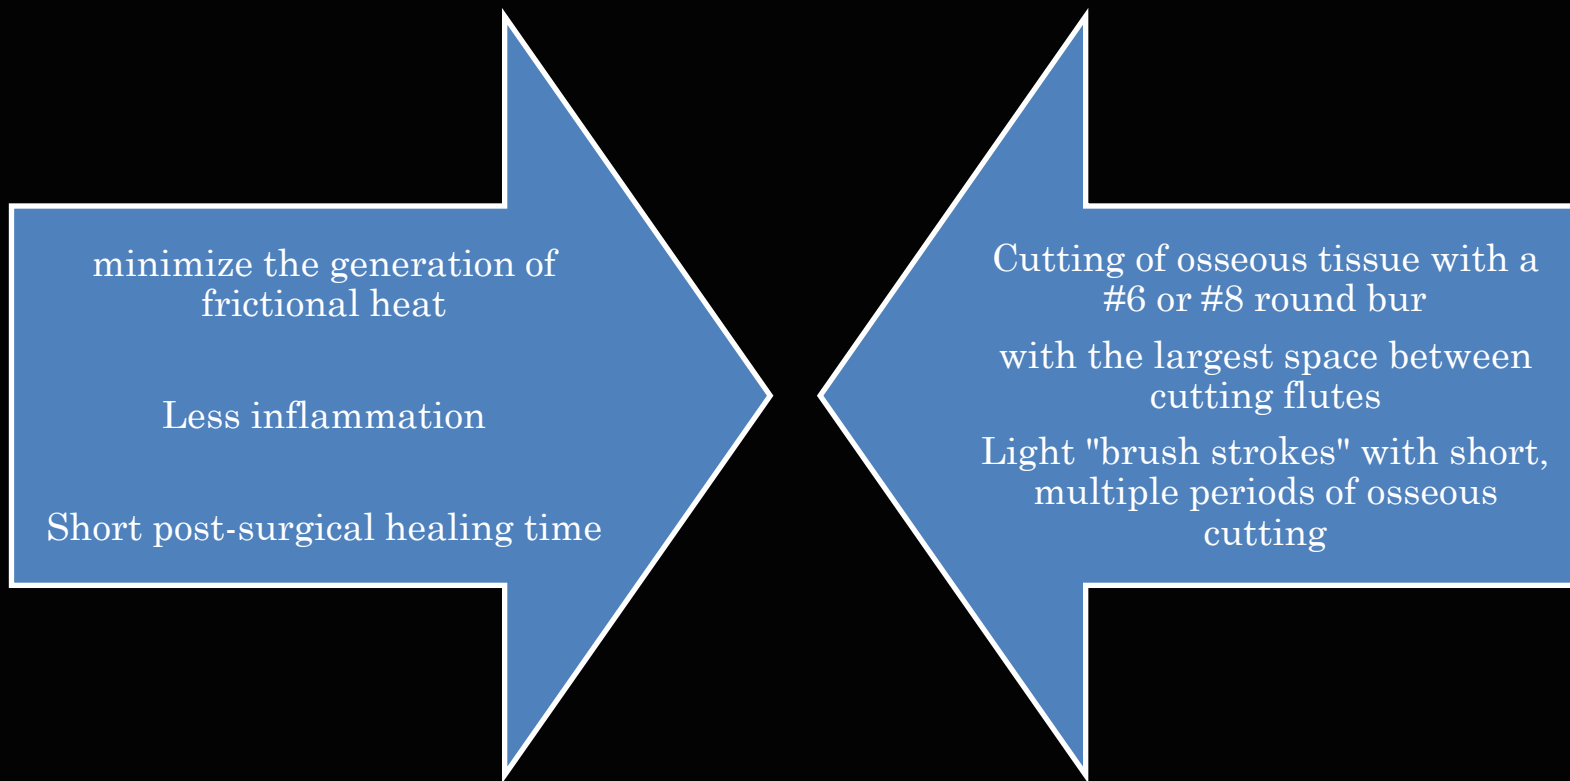 minimize the generation of
frictional heat
Less inflammation
Short post-surgical healing time
Cutting of osseous tissue with a
#6 or #8 round bur
with the largest space between
cutting flutes
Light "brush strokes" with short,
multiple periods of osseous
cutting